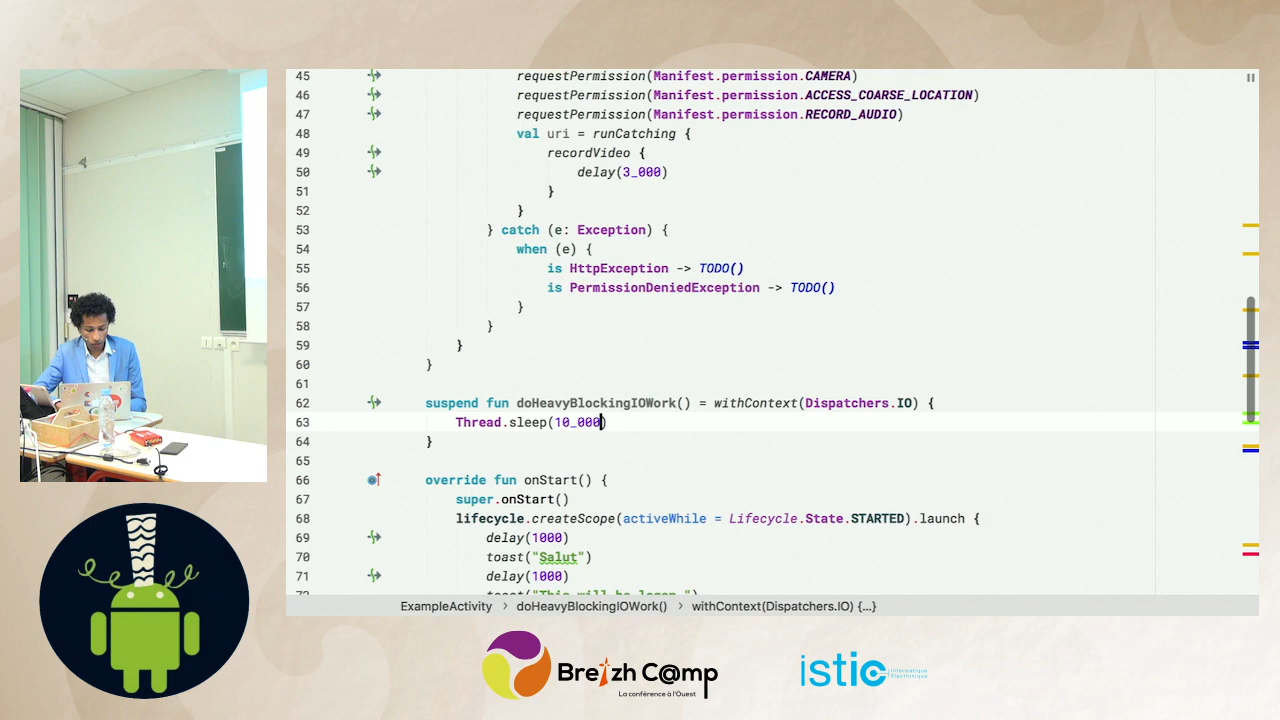 45 requestPermission(Manifest.permission.CAMERA)
46 requestPermission(Manifest.permission.ACCESS_COARSE_LOCATION)
47 requestPermission(Manifest.permission.RECORD_AUDIO)
48 val uri = runCatching {
49 recordVideo {
50 delay(3_000)
51 }
52 }
53 } catch (e: Exception) {
54 when (e) {
55 is HttpException -> TODO()
56 is PermissionDeniedException -> TODO()
57 }
58 }
59 }
60 }
61
62 suspend fun doHeavyBlockingIOWork() = withContext(Dispatchers.IO) {
63 Thread.sleep(10_000)
64 }
65
66 override fun onStart() {
67 super.onStart()
68 lifecycle.createScope(activeWhile = Lifecycle.State.STARTED).launch {
69 delay(1000)
70 toast("Salut")
71 delay(1000)
ExampleActivity › doHeavyBlockingIOWork() › withContext(Dispatchers.IO) {...}
Breizh C@mp
La conférence à l'Ouest
istic
Informatique
Électronique